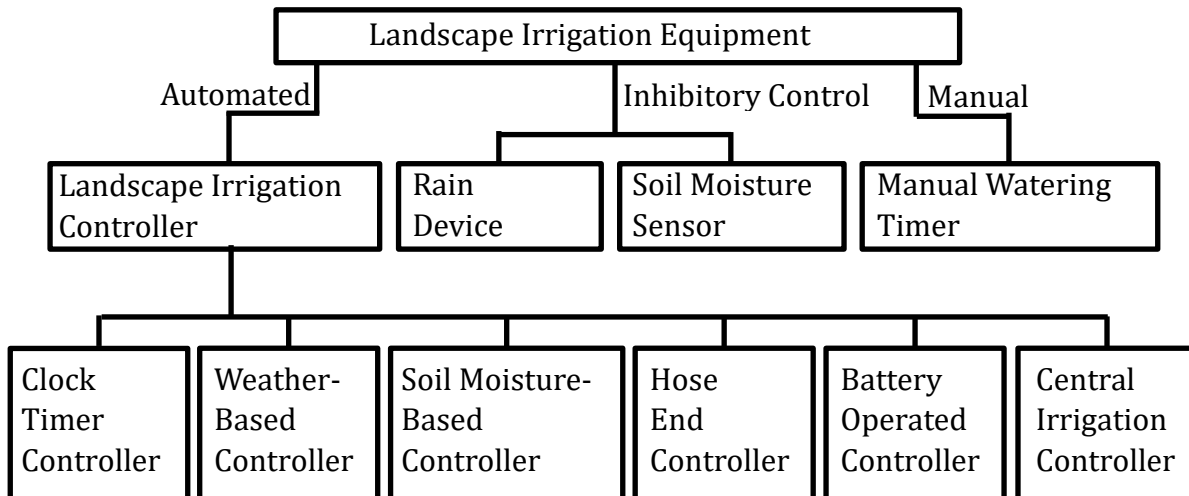 Landscape Irrigation Equipment
Automated
Inhibitory Control
Manual
Landscape Irrigation
Controller
Rain
Device
Soil Moisture
Sensor
Manual Watering
Timer
Clock
Timer
Controller
Weather-
Based
Controller
Soil Moisture-
Based
Controller
Hose
End
Controller
Battery
Operated
Controller
Central
Irrigation
Controller